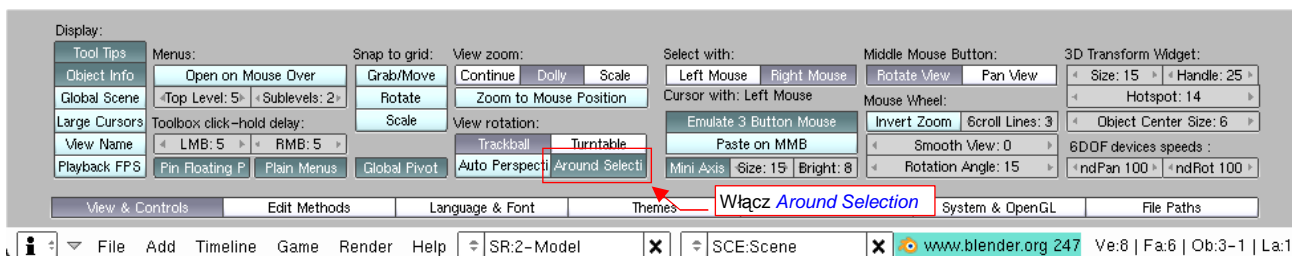 Display:
Tool Tips Menus: Snap to grid: View zoom: Select with: Middle Mouse Button: 3D Transform Widget:
Object Info Open on Mouse Over Grab/Move Continue Dolly Scale Left Mouse Right Mouse Rotate View Pan View Size: 15 Handle: 25
Global Scene Top Level: 5 Sublevels: 2 Rotate Zoom to Mouse Position Cursor with: Left Mouse Mouse Wheel: Hotspot: 14
Large Cursors Toolbox click-hold delay: Scale View rotation: Emulate 3 Button Mouse Invert Zoom Scroll Lines: 3 Object Center Size: 6
View Name LMB: 5 RMB: 5 Trackball Turntable Paste on MMB Smooth View: 0 6DOF devices speeds :
Playback FPS Pin Floating P Plain Menus Global Pivot Auto Perspecti Around Selecti Mini Axis Size: 15 Bright: 8 Rotation Angle: 15 ndPan 100 ndRot 100
Włącz Around Selection
View & Controls Edit Methods Language & Font Themes System & OpenGL File Paths
File Add Timeline Game Render Help SR:2-Model SCE:Scene www.blender.org 247 Ve:8 | Fa:6 | Ob:3-1 | La:1